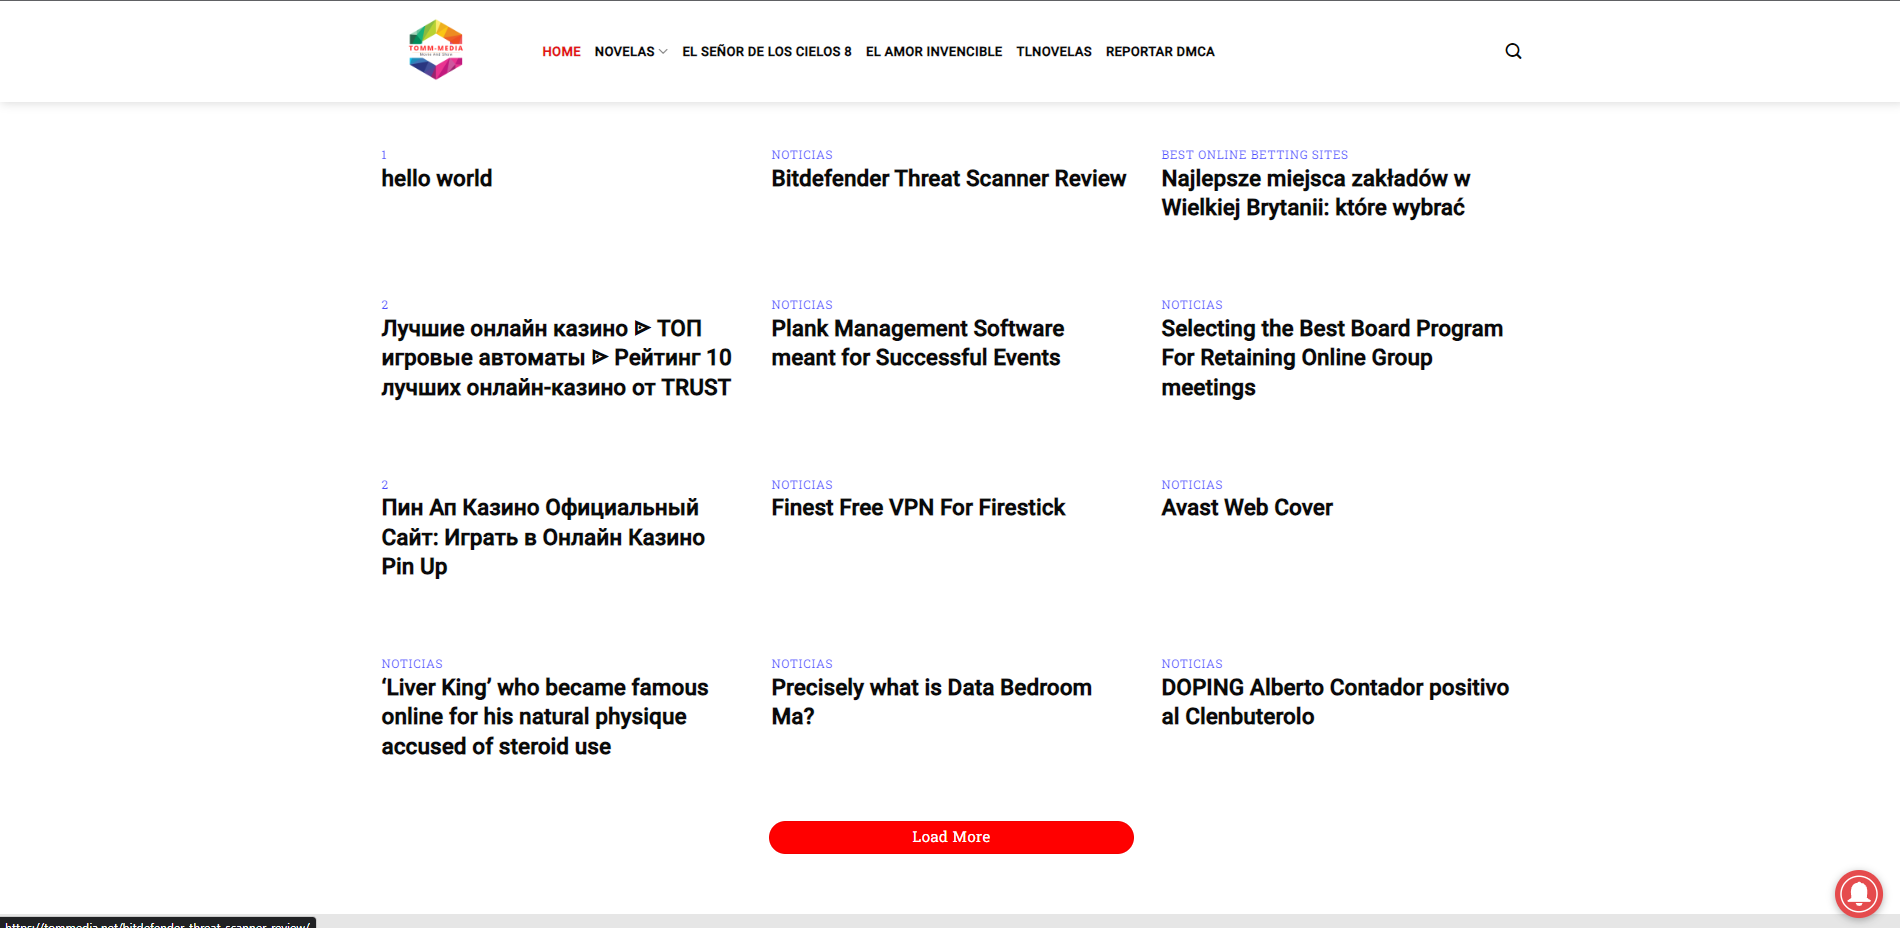 TOMM-MEDIA
HOME NOVELAS EL SEÑOR DE LOS CIELOS 8 EL AMOR INVENCIBLE TLNOVELAS REPORTAR DMCA
1
hello world
NOTICIAS
Bitdefender Threat Scanner Review
BEST ONLINE BETTING SITES
Najlepsze miejsca zakładów w
Wielkiej Brytanii: które wybrać
2
Лучшие онлайн казино ᐉ ТОП
игровые автоматы ᐉ Рейтинг 10
лучших онлайн-казино от TRUST
NOTICIAS
Plank Management Software
meant for Successful Events
NOTICIAS
Selecting the Best Board Program
For Retaining Online Group
meetings
2
Пин Ап Казино Официальный
Сайт: Играть в Онлайн Казино
Pin Up
NOTICIAS
Finest Free VPN For Firestick
NOTICIAS
Avast Web Cover
NOTICIAS
‘Liver King’ who became famous
online for his natural physique
accused of steroid use
NOTICIAS
Precisely what is Data Bedroom
Ma?
NOTICIAS
DOPING Alberto Contador positivo
al Clenbuterolo
Load More
https://tommedia.net/bitdefender-threat-scanner-review/